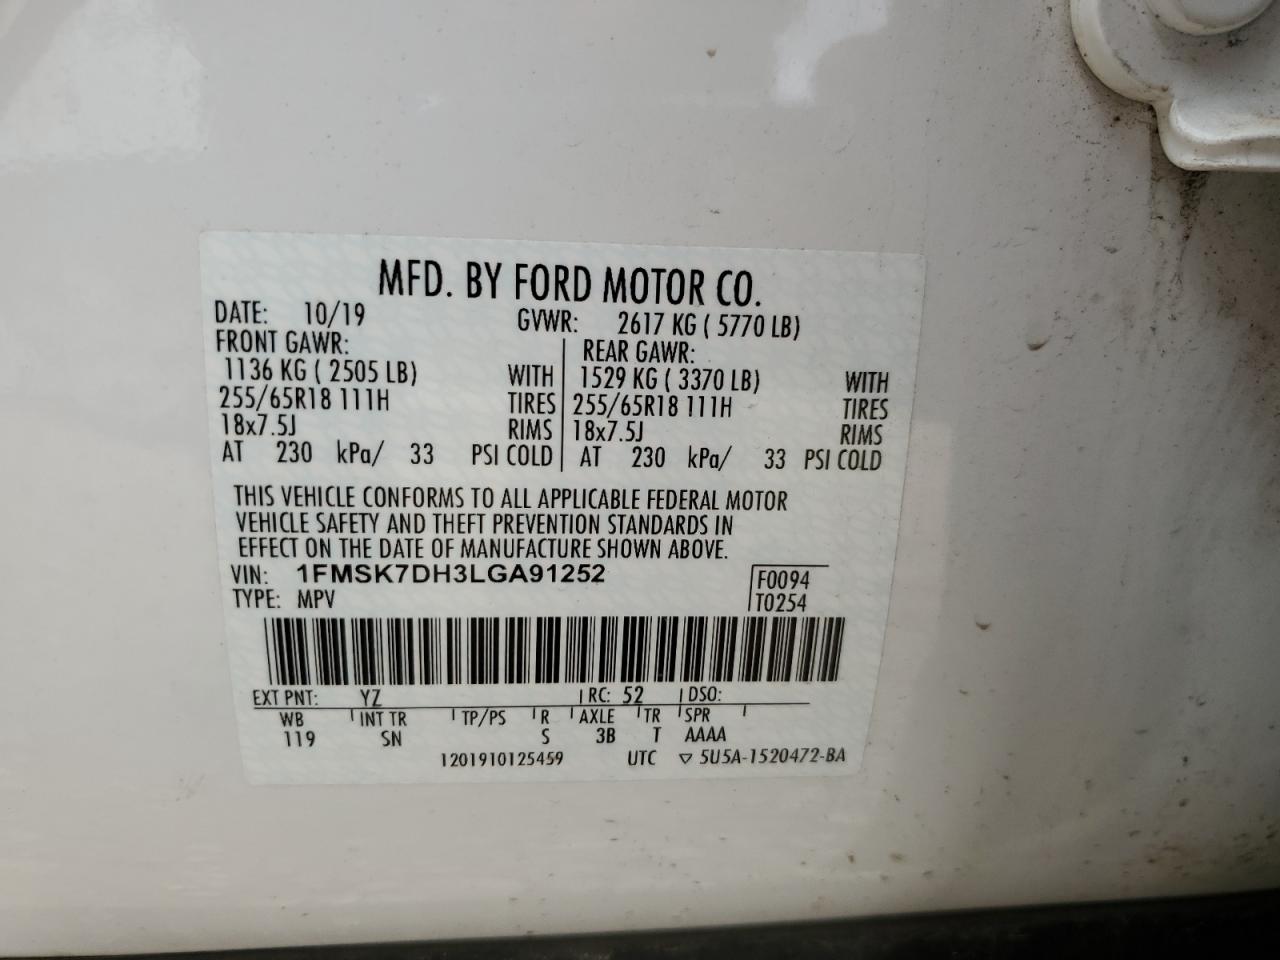 MFD. BY FORD MOTOR CO.
DATE: 10/19 GVWR: 2617 KG ( 5770 LB)
FRONT GAWR: REAR GAWR:
1136 KG ( 2505 LB) WITH 1529 KG ( 3370 LB) WITH
255/65R18 111H TIRES 255/65R18 111H TIRES
18x7.5J RIMS 18x7.5J RIMS
AT 230 kPa/ 33 PSI COLD AT 230 kPa/ 33 PSI COLD
THIS VEHICLE CONFORMS TO ALL APPLICABLE FEDERAL MOTOR
VEHICLE SAFETY AND THEFT PREVENTION STANDARDS IN
EFFECT ON THE DATE OF MANUFACTURE SHOWN ABOVE.
VIN: 1FMSK7DH3LGA91252 F0094
TYPE: MPV T0254
EXT PNT: YZ RC: 52 DSO:
WB INT TR TP/PS R AXLE TR SPR
119 SN S 3B T AAAA
1201910125459 UTC ▽ 5U5A-1520472-BA